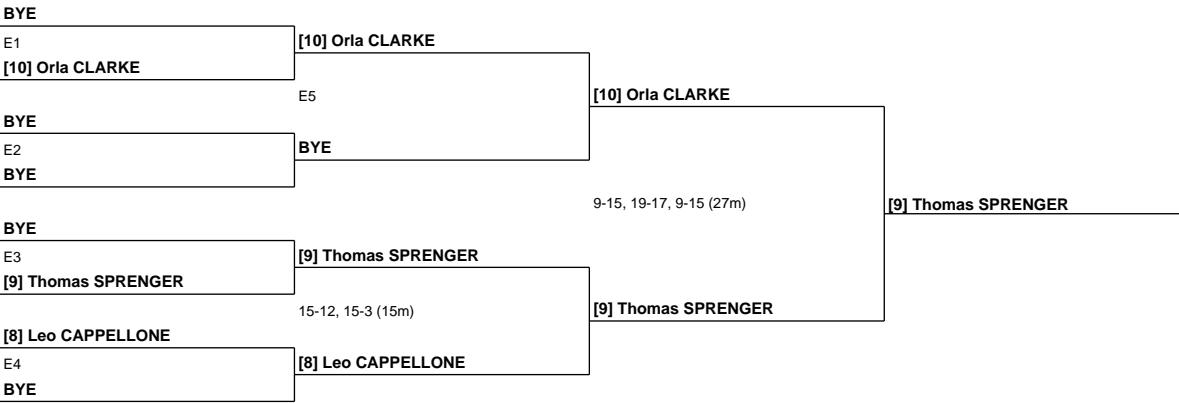 BYE
E1
[10] Orla CLARKE
BYE
E2
BYE
BYE
E3
[9] Thomas SPRENGER
[8] Leo CAPPELLONE
E4
BYE
[10] Orla CLARKE
E5
BYE
[9] Thomas SPRENGER
15-12, 15-3 (15m)
[8] Leo CAPPELLONE
[10] Orla CLARKE
9-15, 19-17, 9-15 (27m)
[9] Thomas SPRENGER
[9] Thomas SPRENGER